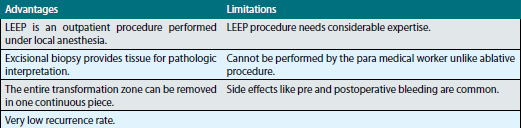 Advantages Limitations
LEEP is an outpatient procedure performed LEEP procedure needs considerable expertise.
under local anesthesia.
Excisional biopsy provides tissue for pathologic Cannot be performed by the para medical worker unlike ablative
interpretation. procedure.
The entire transformation zone can be removed Side effects like pre and postoperative bleeding are common.
in one continuous piece.
Very low recurrence rate.